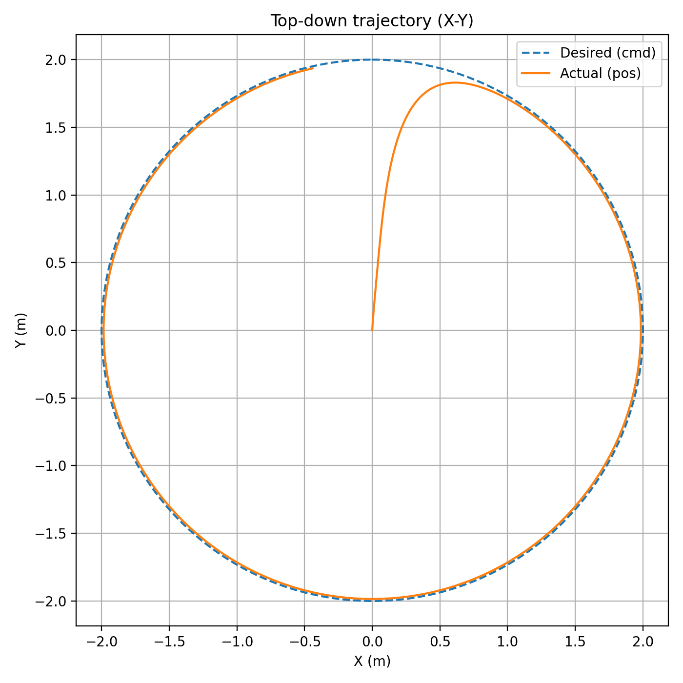 Top-down trajectory (X-Y)
Desired (cmd)
Actual (pos)
2.0
1.5
1.0
0.5
0.0
−0.5
−1.0
−1.5
−2.0
Y (m)
−2.0 −1.5 −1.0 −0.5 0.0 0.5 1.0 1.5 2.0
X (m)